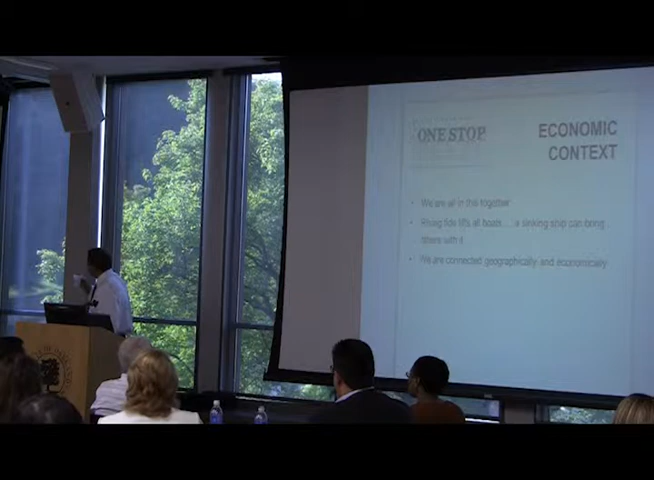 ONE STOP
ECONOMIC
CONTEXT
We are all in this together
Rising tide lifts all boats.... a sinking ship can bring
others with it
We are connected geographically and economically